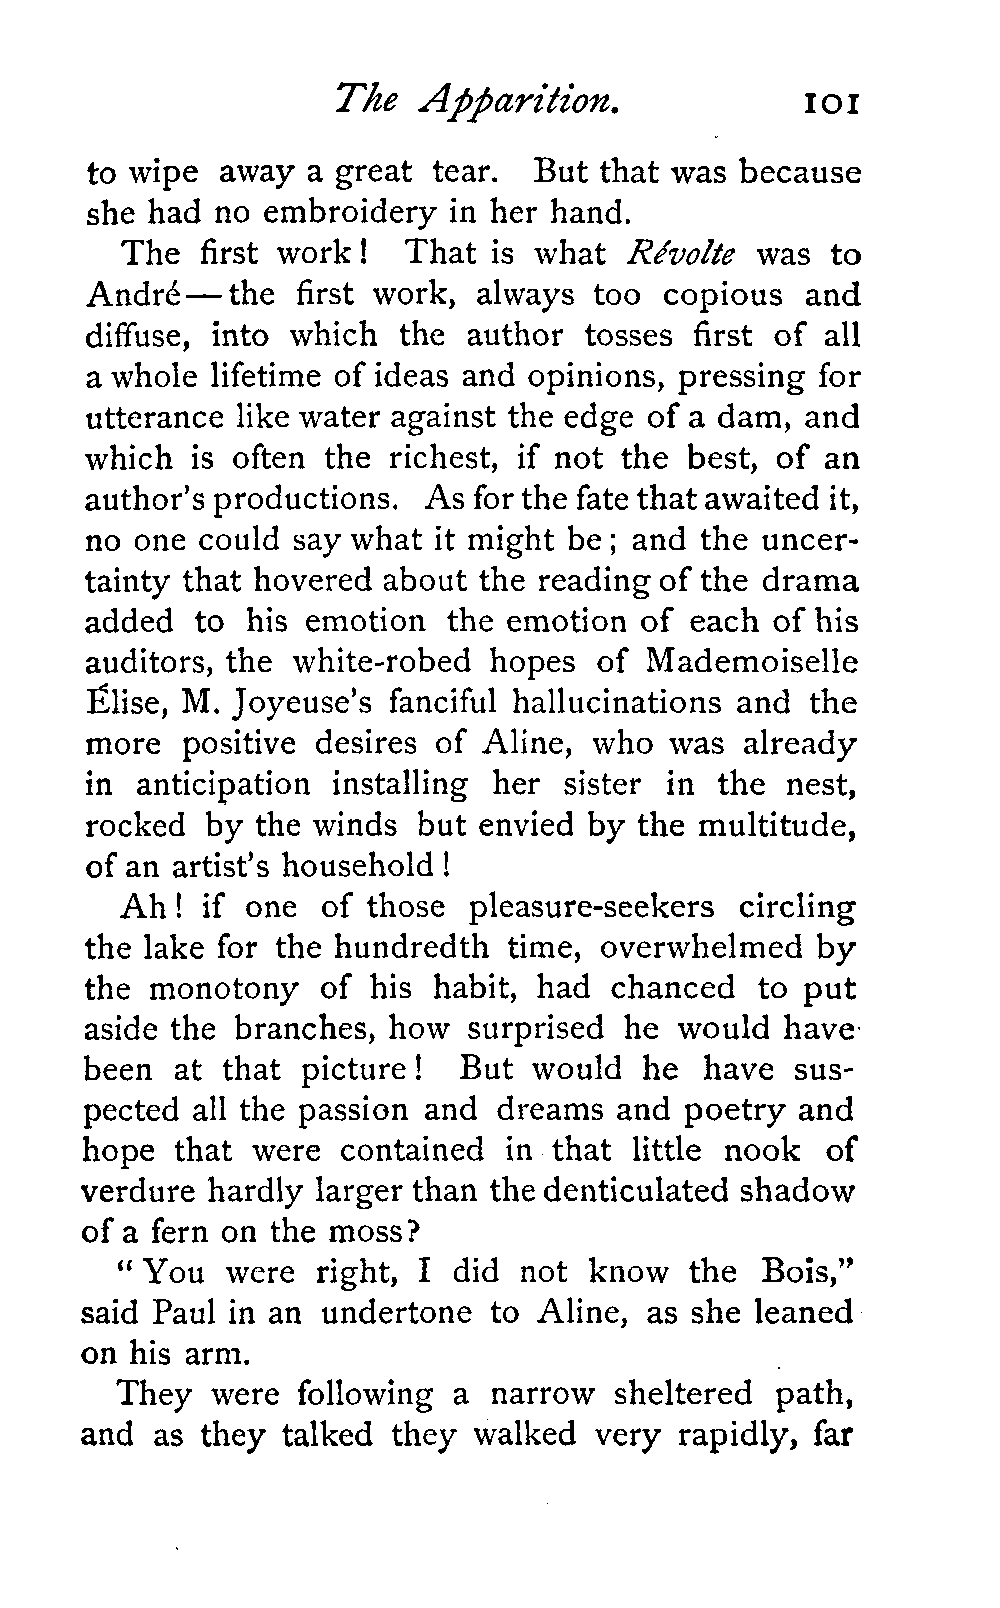 The Apparition. 101
to wipe away a great tear. But that was because
she had no embroidery in her hand.
The first work! That is what Révolte was to
André—the first work, always too copious and
diffuse, into which the author tosses first of all
a whole lifetime of ideas and opinions, pressing for
utterance like water against the edge of a dam, and
which is often the richest, if not the best, of an
author's productions. As for the fate that awaited it,
no one could say what it might be; and the uncer-
tainty that hovered about the reading of the drama
added to his emotion the emotion of each of his
auditors, the white-robed hopes of Mademoiselle
Élise, M. Joyeuse's fanciful hallucinations and the
more positive desires of Aline, who was already
in anticipation installing her sister in the nest,
rocked by the winds but envied by the multitude,
of an artist's household!
Ah! if one of those pleasure-seekers circling
the lake for the hundredth time, overwhelmed by
the monotony of his habit, had chanced to put
aside the branches, how surprised he would have
been at that picture! But would he have sus-
pected all the passion and dreams and poetry and
hope that were contained in that little nook of
verdure hardly larger than the denticulated shadow
of a fern on the moss?
"You were right, I did not know the Bois,"
said Paul in an undertone to Aline, as she leaned
on his arm.
They were following a narrow sheltered path,
and as they talked they walked very rapidly, far